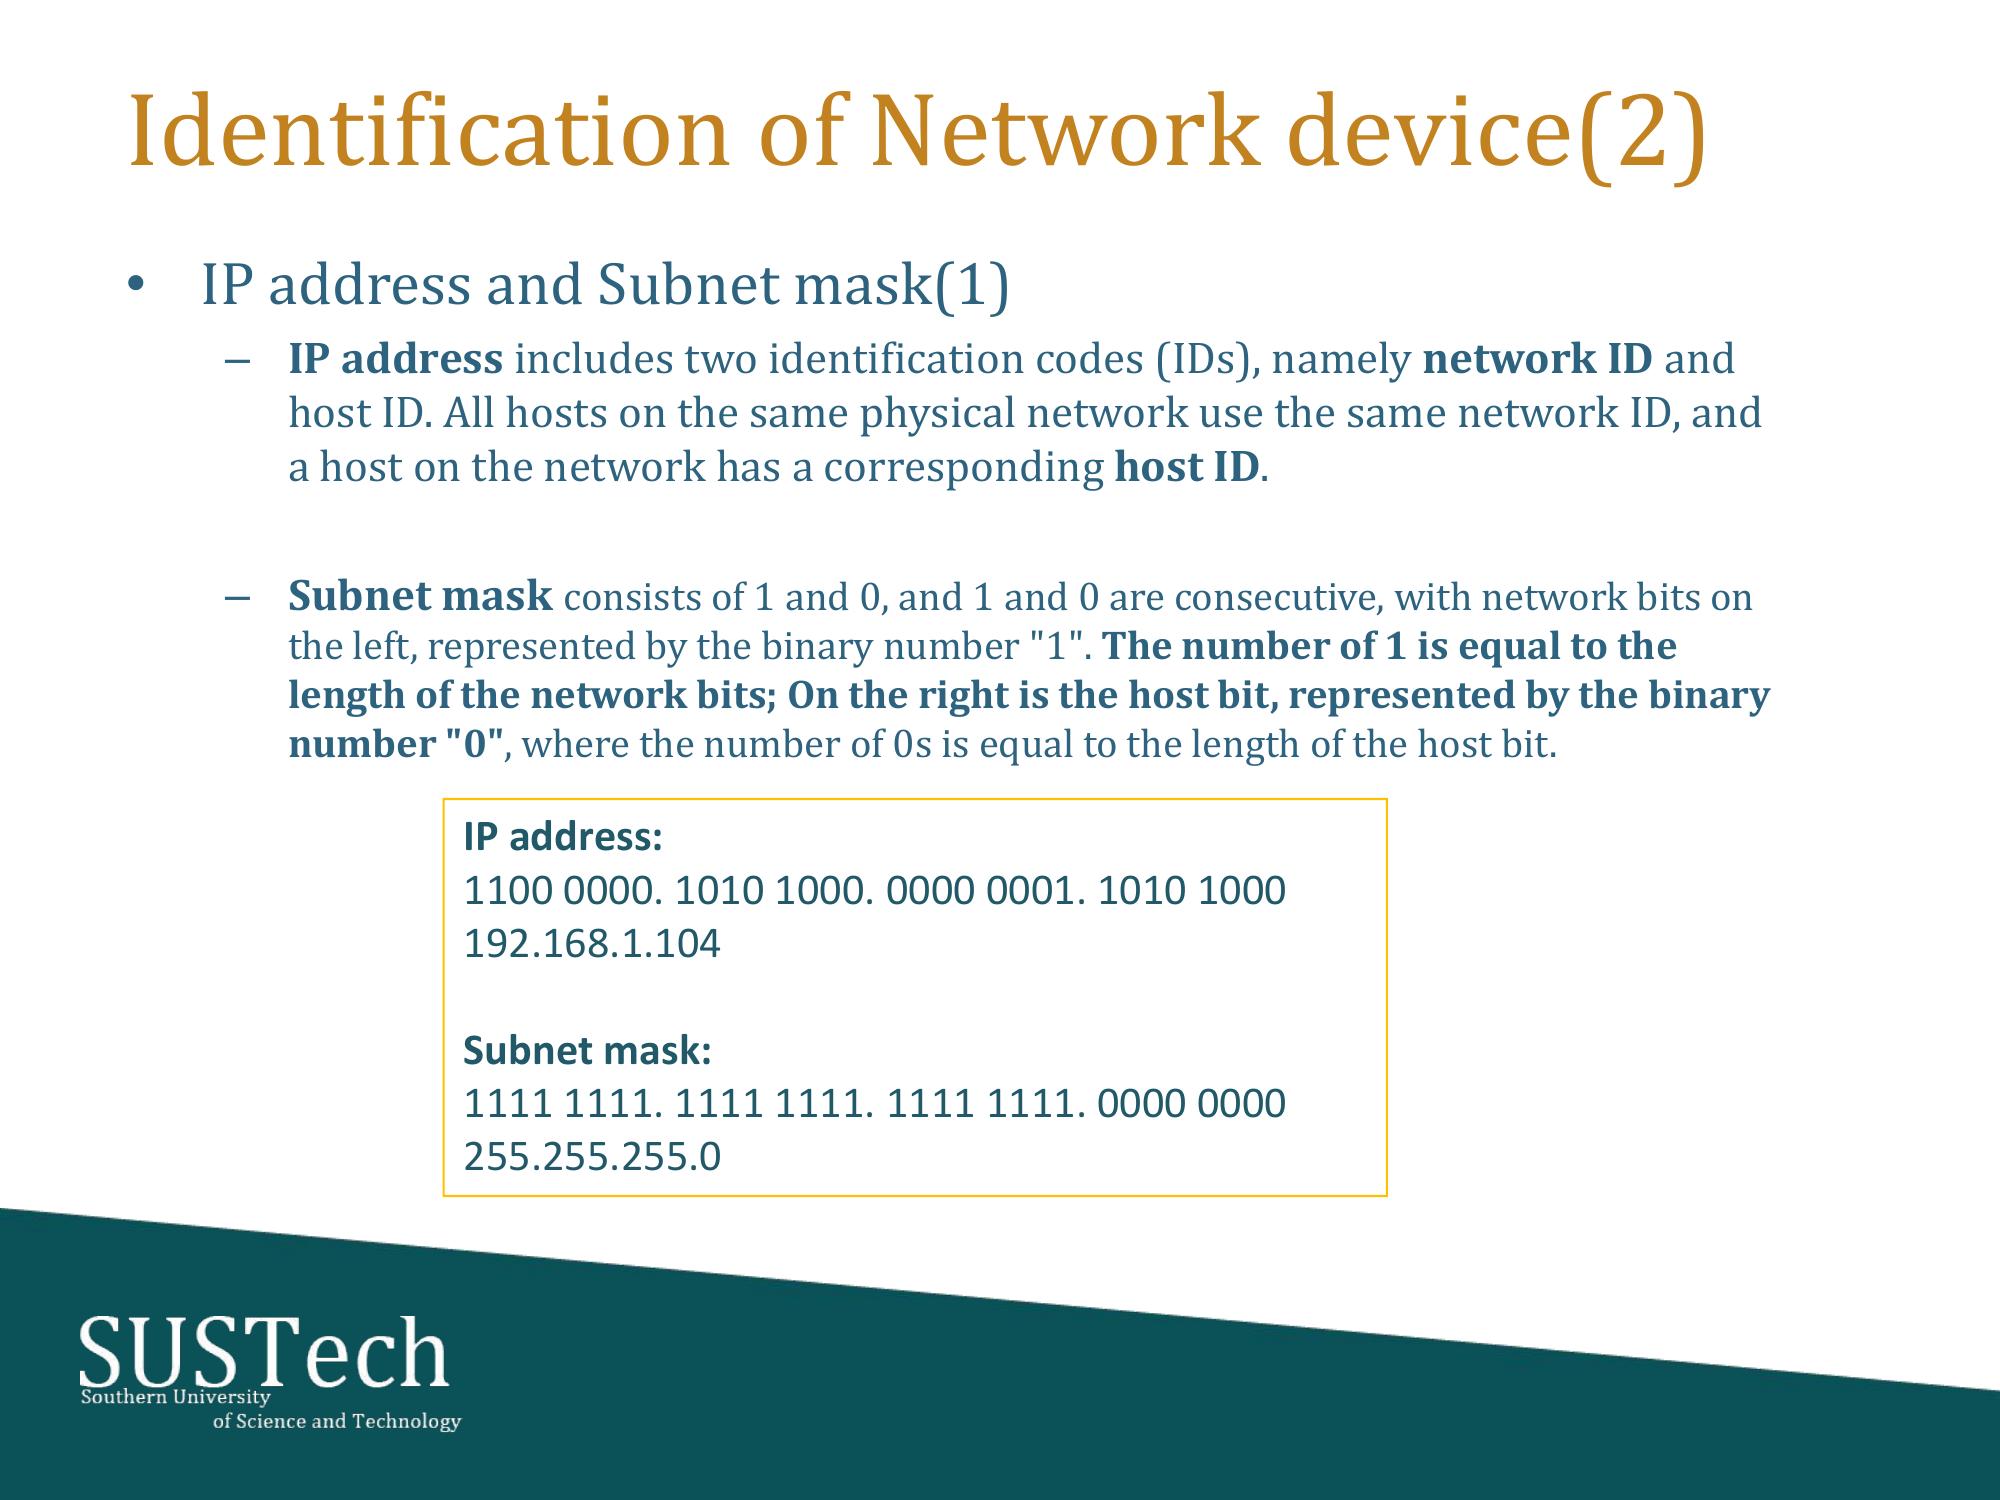 Identification of Network device(2)
• IP address and Subnet mask(1)
– IP address includes two identification codes (IDs), namely network ID and
host ID. All hosts on the same physical network use the same network ID, and
a host on the network has a corresponding host ID.
– Subnet mask consists of 1 and 0, and 1 and 0 are consecutive, with network bits on
the left, represented by the binary number "1". The number of 1 is equal to the
length of the network bits; On the right is the host bit, represented by the binary
number "0", where the number of 0s is equal to the length of the host bit.
IP address:
1100 0000. 1010 1000. 0000 0001. 1010 1000
192.168.1.104
Subnet mask:
1111 1111. 1111 1111. 1111 1111. 0000 0000
255.255.255.0
SUSTech
Southern University
of Science and Technology